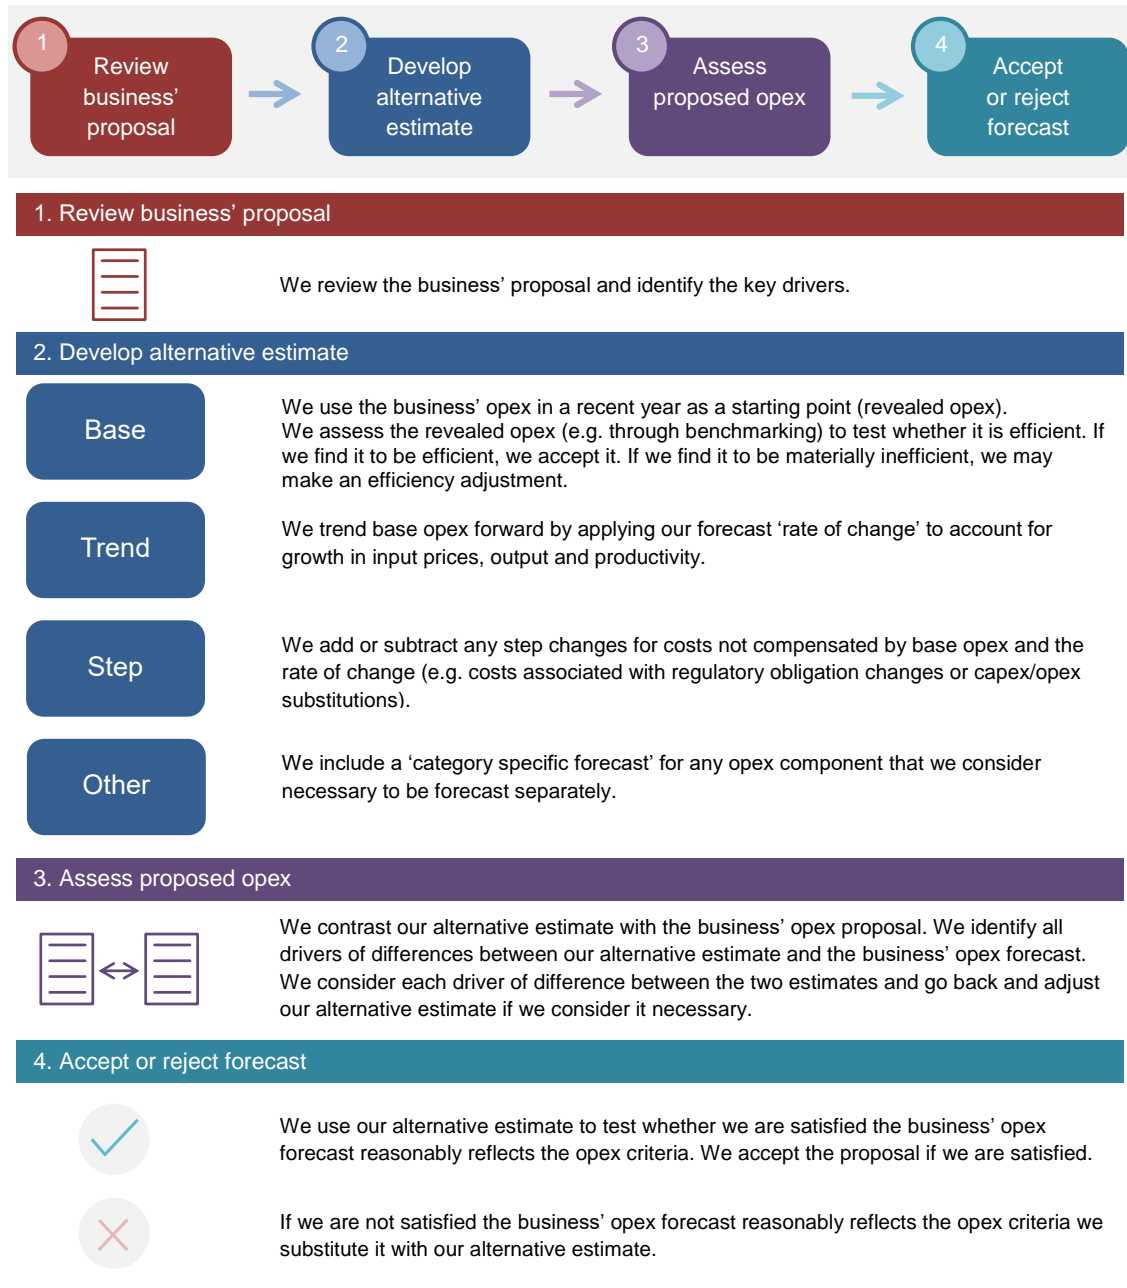 1
Review
business’
proposal
2
Develop
alternative
estimate
3
Assess
proposed opex
4
Accept
or reject
forecast
1. Review business’ proposal
We review the business’ proposal and identify the key drivers.
2. Develop alternative estimate
Base
We use the business’ opex in a recent year as a starting point (revealed opex).
We assess the revealed opex (e.g. through benchmarking) to test whether it is efficient. If
we find it to be efficient, we accept it. If we find it to be materially inefficient, we may
make an efficiency adjustment.
Trend
We trend base opex forward by applying our forecast ‘rate of change’ to account for
growth in input prices, output and productivity.
Step
We add or subtract any step changes for costs not compensated by base opex and the
rate of change (e.g. costs associated with regulatory obligation changes or capex/opex
substitutions).
Other
We include a ‘category specific forecast’ for any opex component that we consider
necessary to be forecast separately.
3. Assess proposed opex
We contrast our alternative estimate with the business’ opex proposal. We identify all
drivers of differences between our alternative estimate and the business’ opex forecast.
We consider each driver of difference between the two estimates and go back and adjust
our alternative estimate if we consider it necessary.
4. Accept or reject forecast
We use our alternative estimate to test whether we are satisfied the business’ opex
forecast reasonably reflects the opex criteria. We accept the proposal if we are satisfied.
If we are not satisfied the business’ opex forecast reasonably reflects the opex criteria we
substitute it with our alternative estimate.